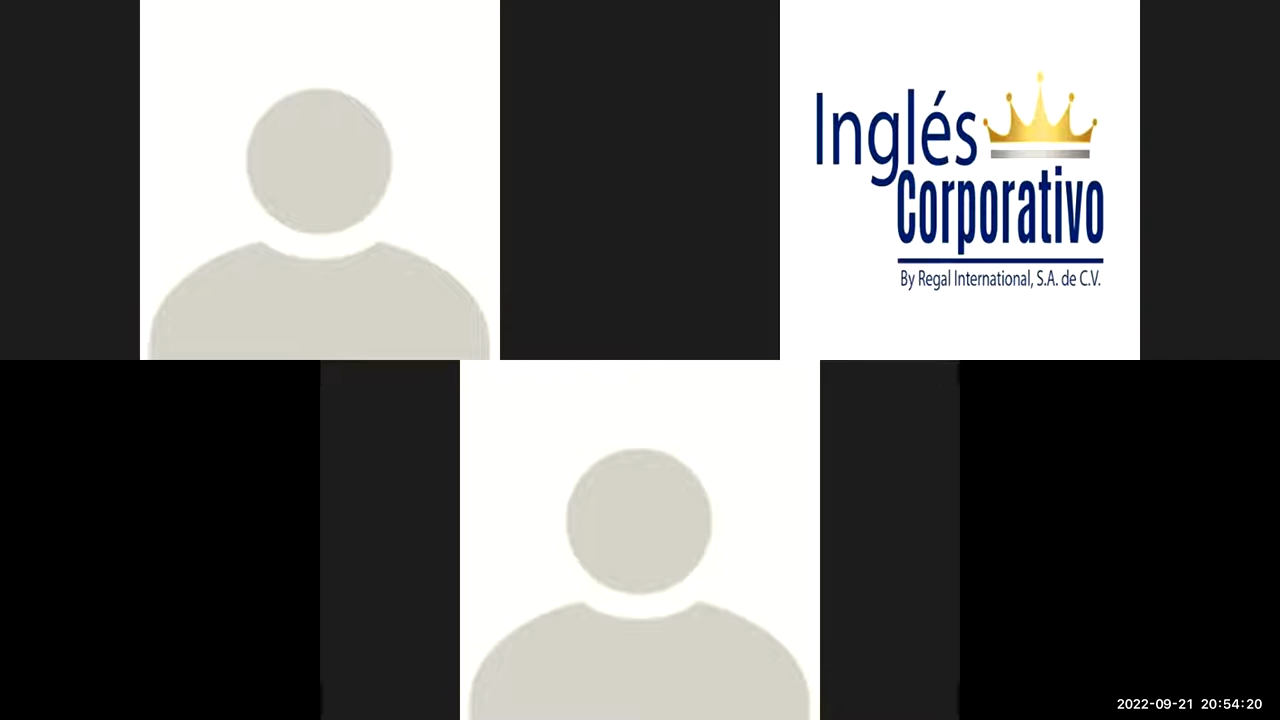 Inglés
Corporativo
By Regal International, S.A. de C.V.
2022-09-21 20:54:20